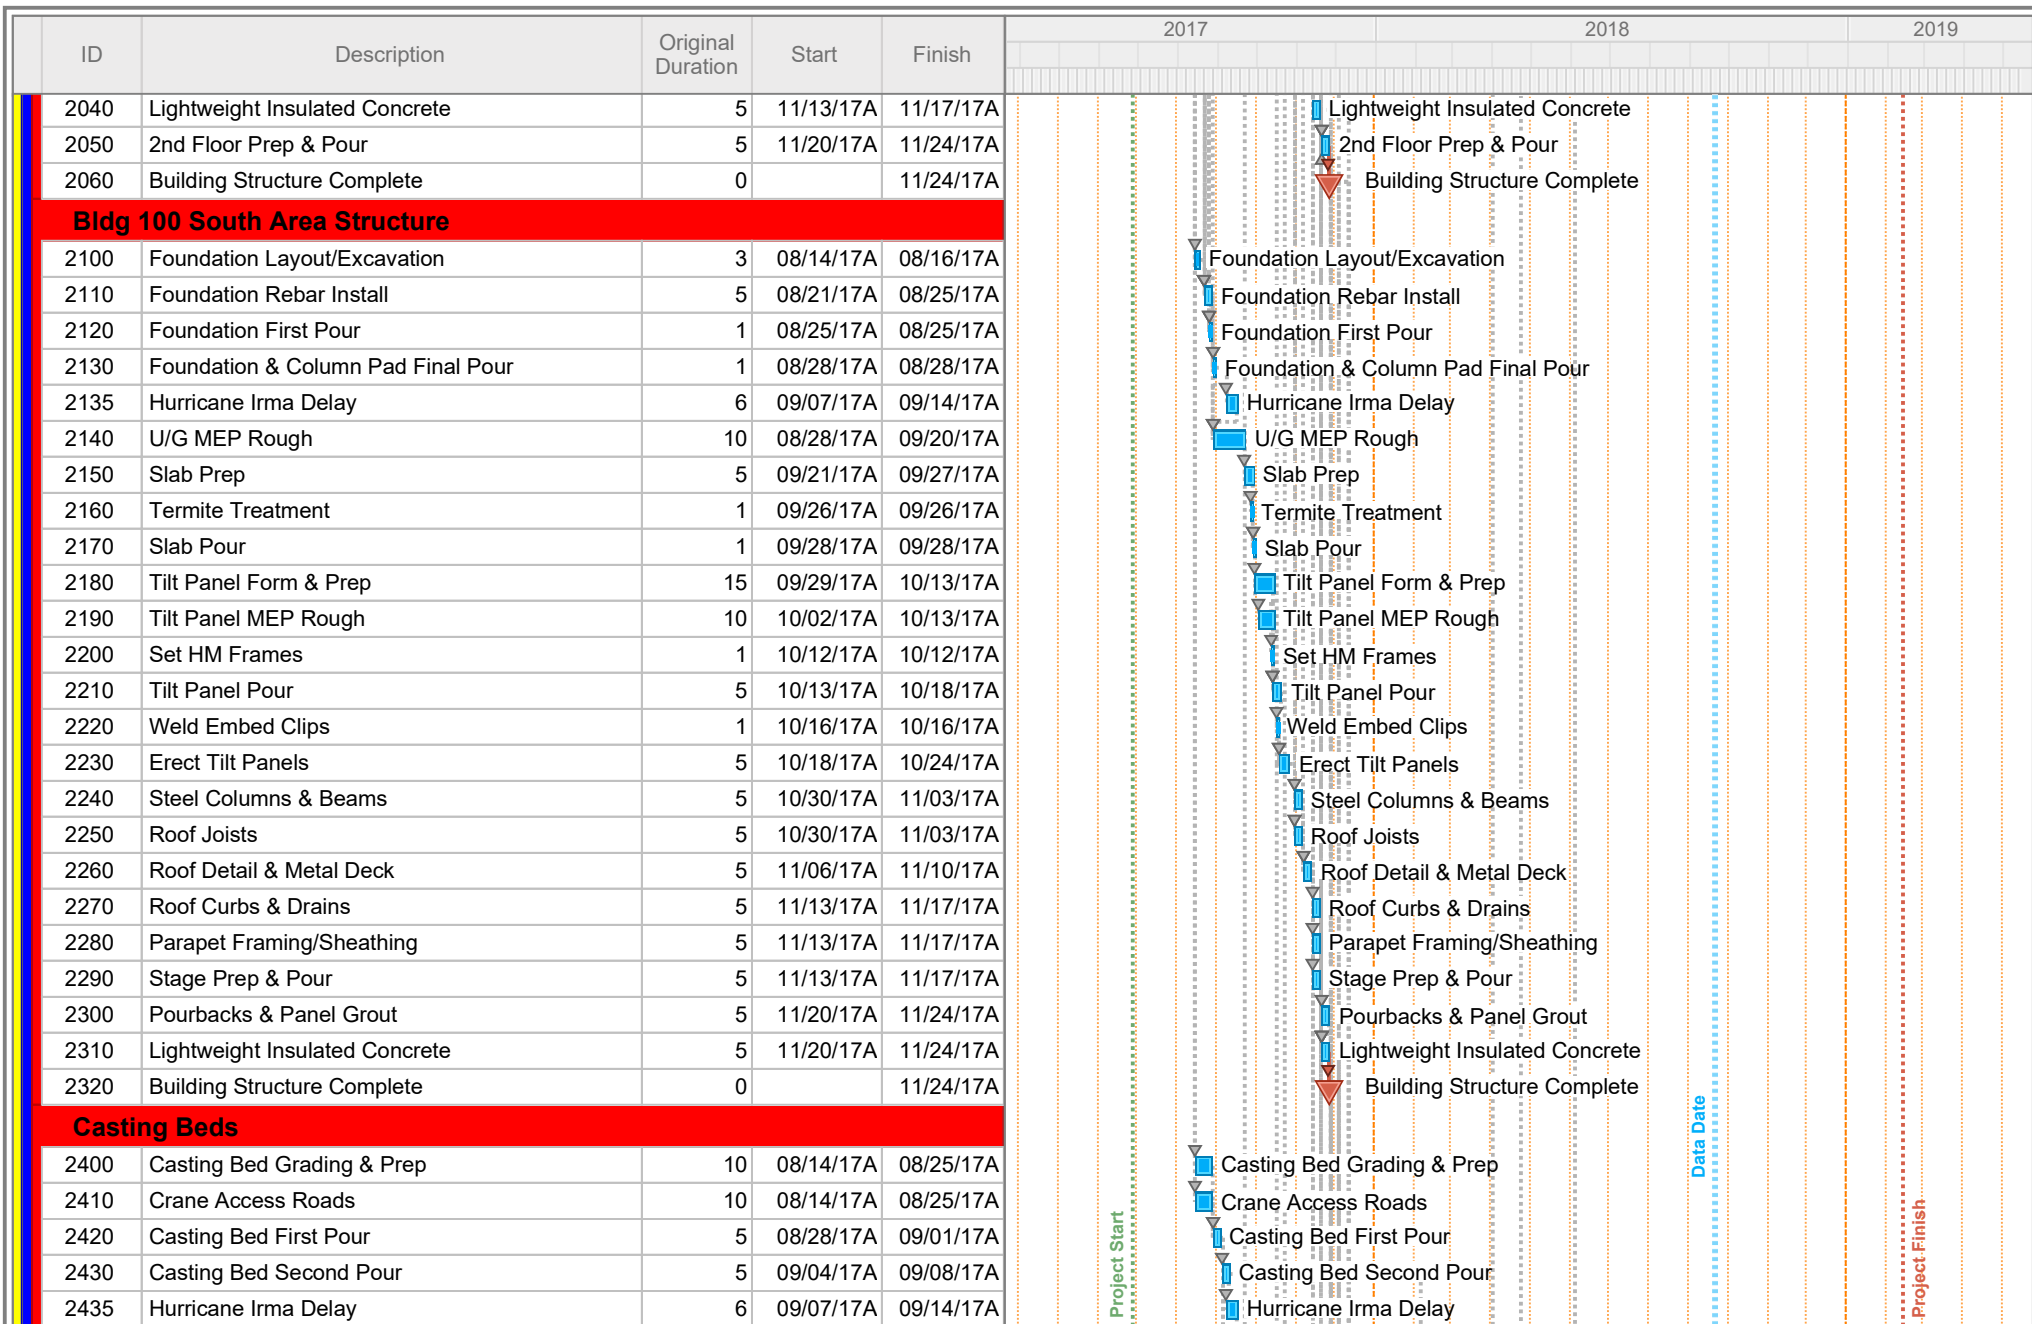 2017 2018 2019
ID Description Original Duration Start Finish
2040 Lightweight Insulated Concrete 5 11/13/17A 11/17/17A Lightweight Insulated Concrete
2050 2nd Floor Prep & Pour 5 11/20/17A 11/24/17A 2nd Floor Prep & Pour
2060 Building Structure Complete 0 11/24/17A Building Structure Complete
Bldg 100 South Area Structure
2100 Foundation Layout/Excavation 3 08/14/17A 08/16/17A Foundation Layout/Excavation
2110 Foundation Rebar Install 5 08/21/17A 08/25/17A Foundation Rebar Install
2120 Foundation First Pour 1 08/25/17A 08/25/17A Foundation First Pour
2130 Foundation & Column Pad Final Pour 1 08/28/17A 08/28/17A Foundation & Column Pad Final Pour
2135 Hurricane Irma Delay 6 09/07/17A 09/14/17A Hurricane Irma Delay
2140 U/G MEP Rough 10 08/28/17A 09/20/17A U/G MEP Rough
2150 Slab Prep 5 09/21/17A 09/27/17A Slab Prep
2160 Termite Treatment 1 09/26/17A 09/26/17A Termite Treatment
2170 Slab Pour 1 09/28/17A 09/28/17A Slab Pour
2180 Tilt Panel Form & Prep 15 09/29/17A 10/13/17A Tilt Panel Form & Prep
2190 Tilt Panel MEP Rough 10 10/02/17A 10/13/17A Tilt Panel MEP Rough
2200 Set HM Frames 1 10/12/17A 10/12/17A Set HM Frames
2210 Tilt Panel Pour 5 10/13/17A 10/18/17A Tilt Panel Pour
2220 Weld Embed Clips 1 10/16/17A 10/16/17A Weld Embed Clips
2230 Erect Tilt Panels 5 10/18/17A 10/24/17A Erect Tilt Panels
2240 Steel Columns & Beams 5 10/30/17A 11/03/17A Steel Columns & Beams
2250 Roof Joists 5 10/30/17A 11/03/17A Roof Joists
2260 Roof Detail & Metal Deck 5 11/06/17A 11/10/17A Roof Detail & Metal Deck
2270 Roof Curbs & Drains 5 11/13/17A 11/17/17A Roof Curbs & Drains
2280 Parapet Framing/Sheathing 5 11/13/17A 11/17/17A Parapet Framing/Sheathing
2290 Stage Prep & Pour 5 11/13/17A 11/17/17A Stage Prep & Pour
2300 Pourbacks & Panel Grout 5 11/20/17A 11/24/17A Pourbacks & Panel Grout
2310 Lightweight Insulated Concrete 5 11/20/17A 11/24/17A Lightweight Insulated Concrete
2320 Building Structure Complete 0 11/24/17A Building Structure Complete
Casting Beds
2400 Casting Bed Grading & Prep 10 08/14/17A 08/25/17A Casting Bed Grading & Prep
2410 Crane Access Roads 10 08/14/17A 08/25/17A Crane Access Roads
2420 Casting Bed First Pour 5 08/28/17A 09/01/17A Casting Bed First Pour
2430 Casting Bed Second Pour 5 09/04/17A 09/08/17A Casting Bed Second Pour
2435 Hurricane Irma Delay 6 09/07/17A 09/14/17A Hurricane Irma Delay
Project Start
Data Date
Project Finish